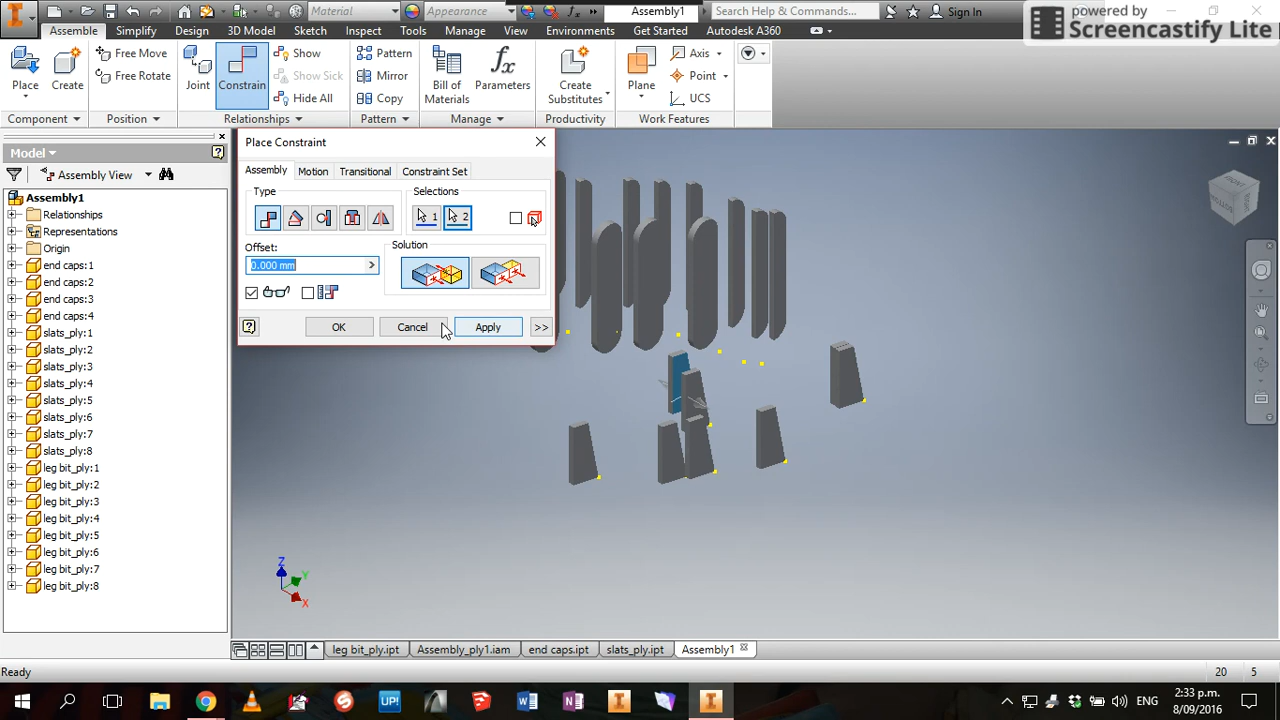 Material
Appearance
Assembly1
Search Help & Commands...
Sign In
powered by
Screencastify Lite
Assemble
Simplify
Design
3D Model
Sketch
Inspect
Tools
Manage
View
Environments
Get Started
Autodesk A360
Place
Create
Free Move
Free Rotate
Joint
Constrain
Show
Show Sick
Hide All
Pattern
Mirror
Copy
Bill of
Materials
fx
Parameters
Create
Substitutes
Plane
Axis
Point
UCS
Component
Position
Relationships
Pattern
Manage
Productivity
Work Features
Model
Assembly View
Assembly1
Relationships
Representations
Origin
end caps:1
end caps:2
end caps:3
end caps:4
slats_ply:1
slats_ply:2
slats_ply:3
slats_ply:4
slats_ply:5
slats_ply:6
slats_ply:7
slats_ply:8
leg bit_ply:1
leg bit_ply:2
leg bit_ply:3
leg bit_ply:4
leg bit_ply:5
leg bit_ply:6
leg bit_ply:7
leg bit_ply:8
Place Constraint
Assembly
Motion
Transitional
Constraint Set
Type
Selections
1
2
Offset:
0.000 mm
Solution
OK
Cancel
Apply
>>
Z
Y
X
leg bit_ply.ipt
Assembly_ply1.iam
end caps.ipt
slats_ply.ipt
Assembly1
Ready
20
5
UP!
ENG
2:33 p.m.
8/09/2016